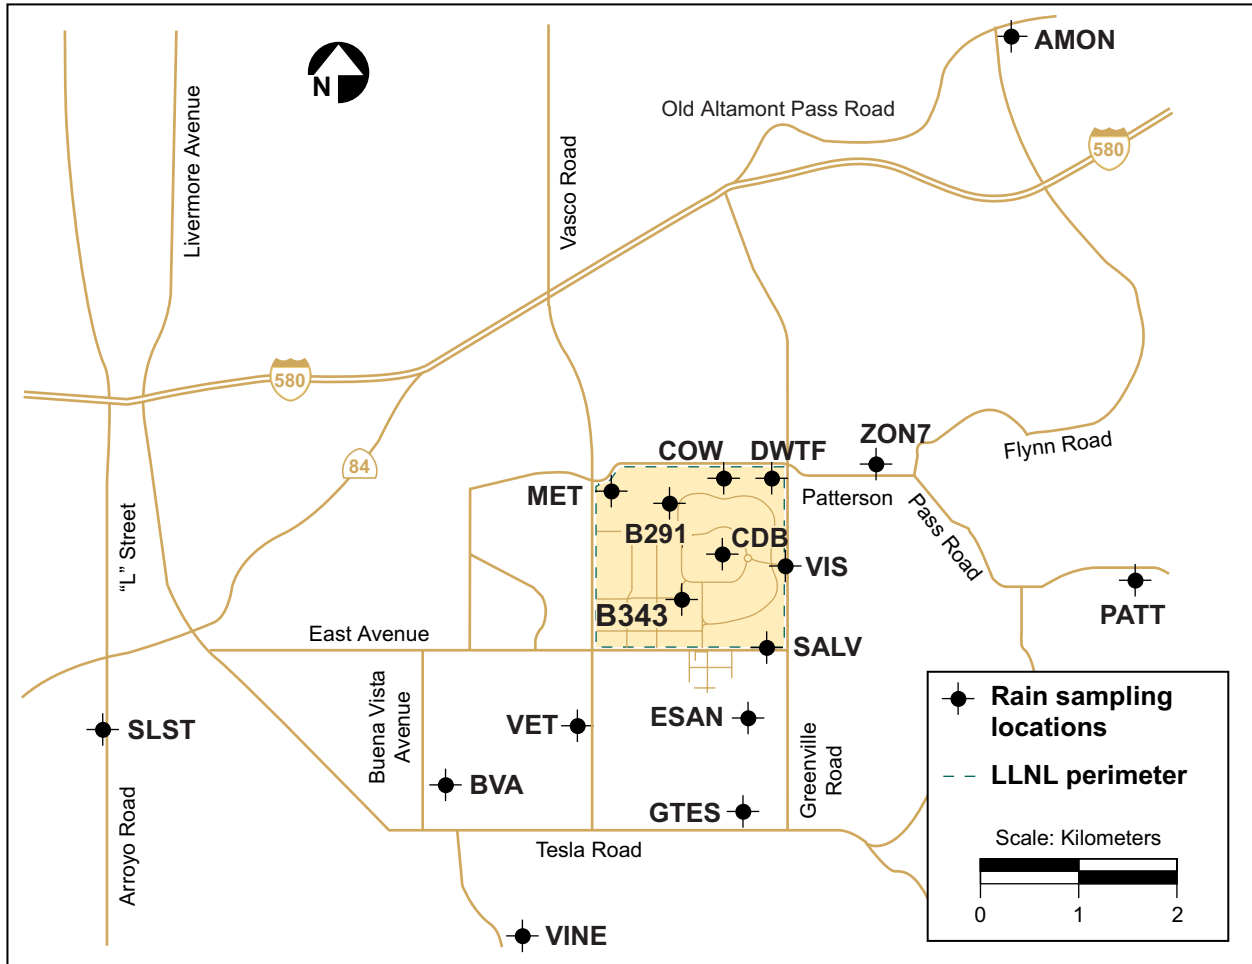 AMON
Old Altamont Pass Road
580
Livermore Avenue
N
Vasco Road
580
ZON7
Flynn Road
COW
DWTF
84
MET
Patterson
Pass Road
B291
CDB
"L" Street
VIS
B343
PATT
East Avenue
SALV
Rain sampling
locations
SLST
Buena Vista
Avenue
VET
ESAN
LLNL perimeter
BVA
Greenville
Road
GTES
Scale: Kilometers
Arroyo Road
Tesla Road
0 1 2
VINE